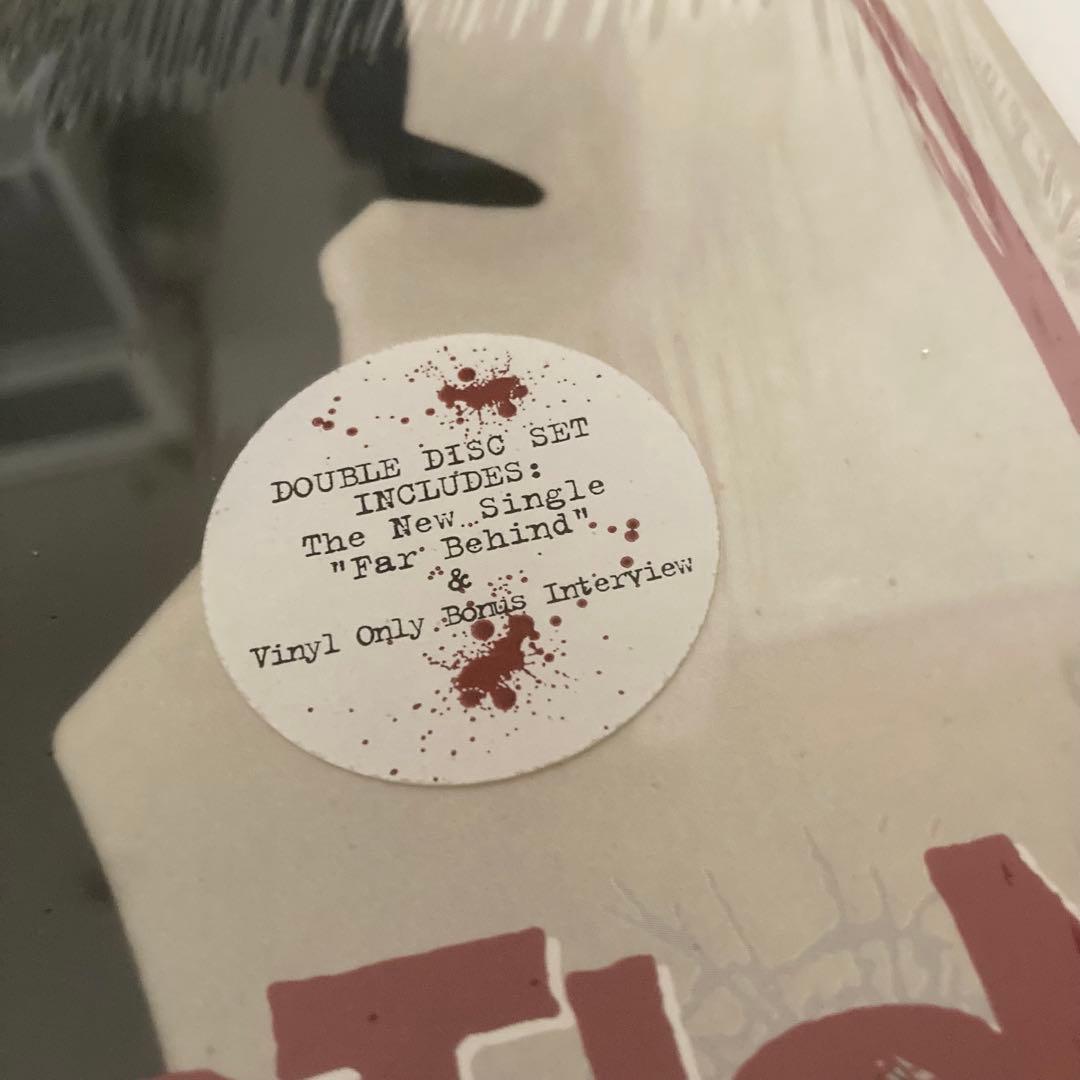 DOUBLE DISC SET
INCLUDES:
The New Single
"Far Behind"
&
Vinyl Only Bonus Interview